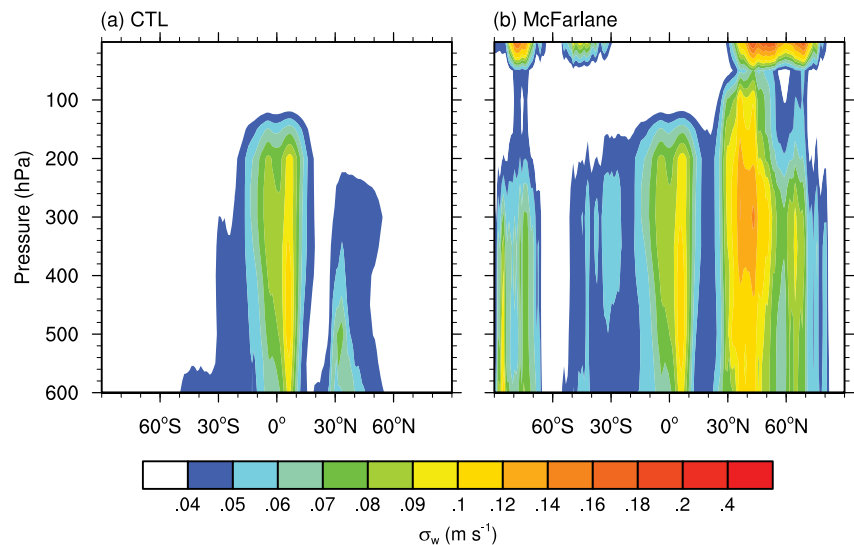 (a) CTL
(b) McFarlane
Pressure (hPa)
100
200
300
400
500
600
60°S 30°S 0° 30°N 60°N
60°S 30°S 0° 30°N 60°N
.04 .05 .06 .07 .08 .09 .1 .12 .14 .16 .18 .2 .4
σw (m s-1)